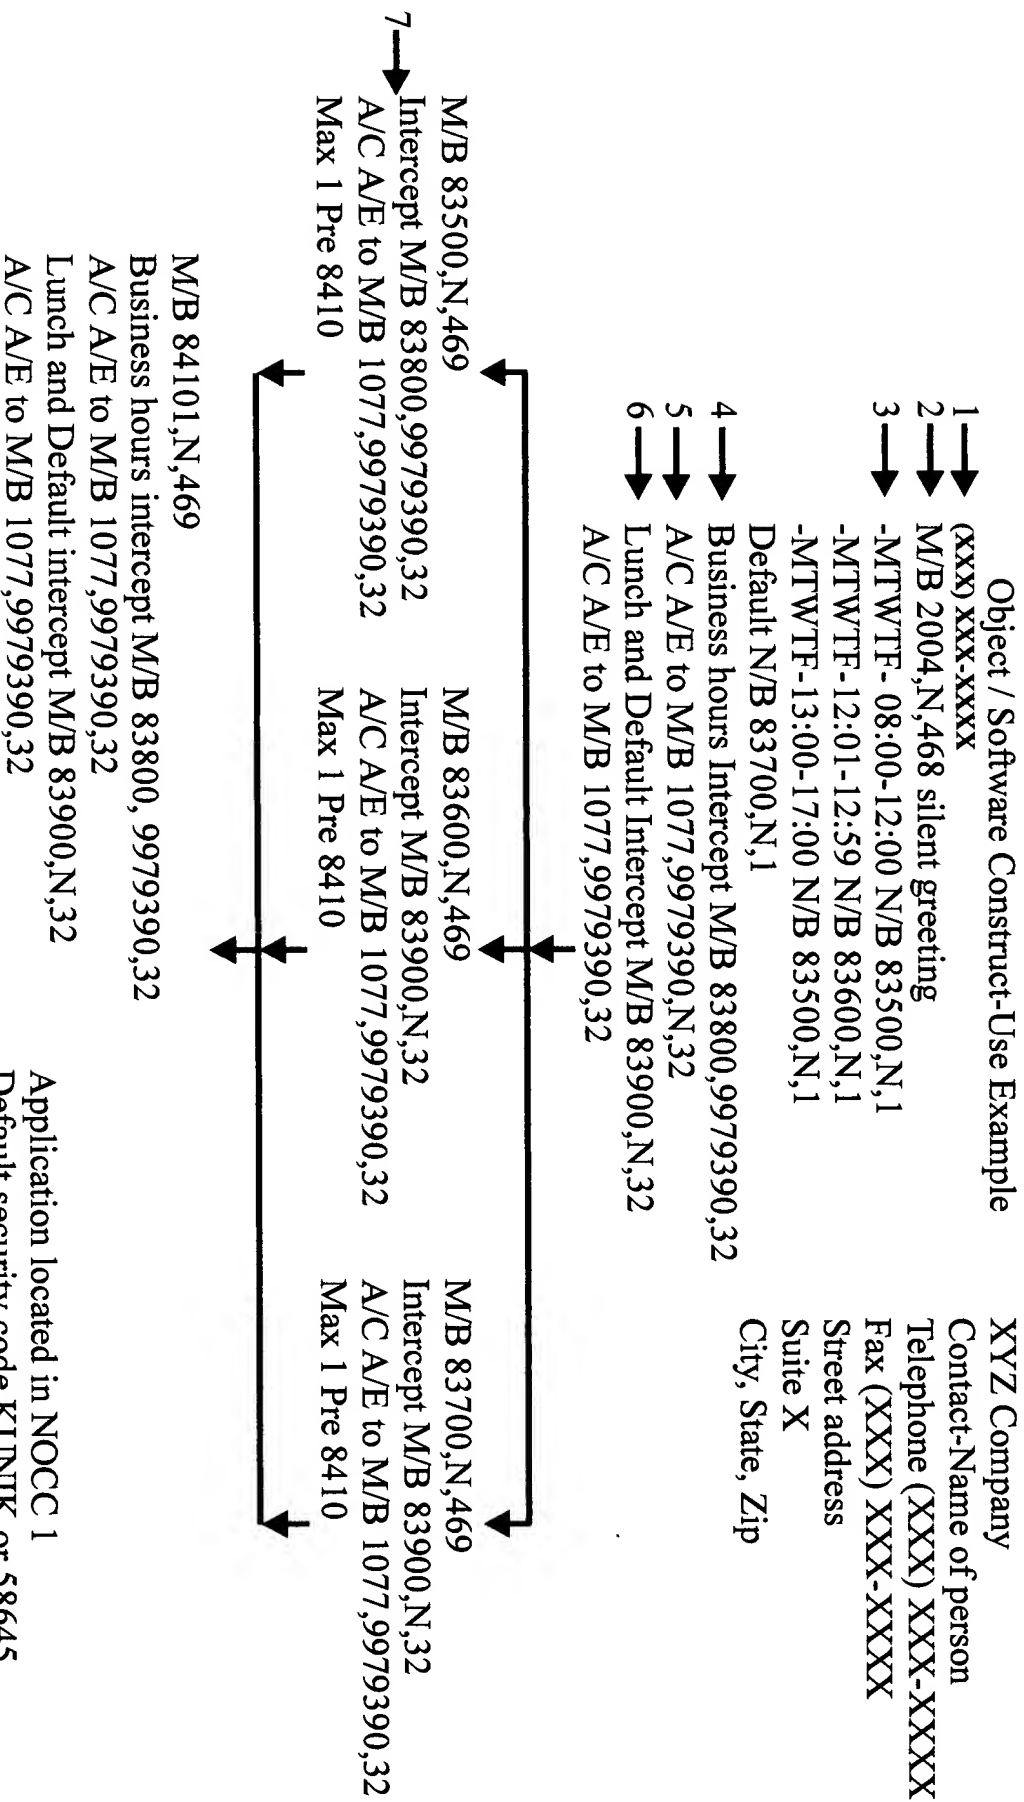 Object / Software Construct-Use Example
1 (XXX) XXX-XXXX
2 M/B 2004,N,468 silent greeting
3 -MTWTF- 08:00-12:00 N/B 83500,N,1
-MTWTF-12:01-12:59 N/B 83600,N,1
-MTWTF-13:00-17:00 N/B 83500,N,1
Default N/B 83700,N,1
4 Business hours Intercept M/B 83800,9979390,32
5 A/C A/E to M/B 1077,9979390,N,32
6 Lunch and Default Intercept M/B 83900,N,32
A/C A/E to M/B 1077,9979390,32
XYZ Company
Contact-Name of person
Telephone (XXX) XXX-XXXX
Fax (XXX) XXX-XXXX
Street address
Suite X
City, State, Zip
M/B 83500,N,469
7 Intercept M/B 83800,9979390,32
A/C A/E to M/B 1077,9979390,32
Max 1 Pre 8410
M/B 83600,N,469
Intercept M/B 83900,N,32
A/C A/E to M/B 1077,9979390,32
Max 1 Pre 8410
M/B 83700,N,469
Intercept M/B 83900,N,32
A/C A/E to M/B 1077,9979390,32
Max 1 Pre 8410
M/B 84101,N,469
Business hours intercept M/B 83800, 9979390,32
A/C A/E to M/B 1077,9979390,32
Lunch and Default intercept M/B 83900,N,32
A/C A/E to M/B 1077,9979390,32
Application located in NOCC 1
Default security code KUNIK or 58645